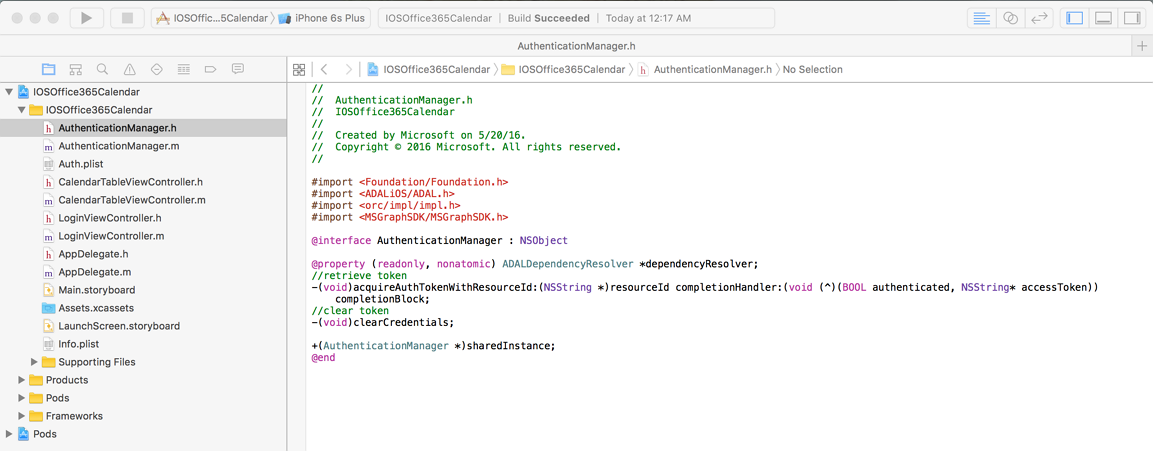 IOSOffic...5Calendar
iPhone 6s Plus
IOSOffice365Calendar
Build Succeeded
Today at 12:17 AM
AuthenticationManager.h
IOSOffice365Calendar
IOSOffice365Calendar
AuthenticationManager.h
No Selection
IOSOffice365Calendar
IOSOffice365Calendar
AuthenticationManager.h
AuthenticationManager.m
Auth.plist
CalendarTableViewController.h
CalendarTableViewController.m
LoginViewController.h
LoginViewController.m
AppDelegate.h
AppDelegate.m
Main.storyboard
Assets.xcassets
LaunchScreen.storyboard
Info.plist
Supporting Files
Products
Pods
Frameworks
Pods
//
//  AuthenticationManager.h
//  IOSOffice365Calendar
//
//  Created by Microsoft on 5/20/16.
//  Copyright © 2016 Microsoft. All rights reserved.
//
#import <Foundation/Foundation.h>
#import <ADALiOS/ADAL.h>
#import <orc/impl/impl.h>
#import <MSGraphSDK/MSGraphSDK.h>
@interface AuthenticationManager : NSObject
@property (readonly, nonatomic) ADALDependencyResolver *dependencyResolver;
//retrieve token
-(void)acquireAuthTokenWithResourceId:(NSString *)resourceId completionHandler:(void (^)(BOOL authenticated, NSString* accessToken))
completionBlock;
//clear token
-(void)clearCredentials;
+(AuthenticationManager *)sharedInstance;
@end